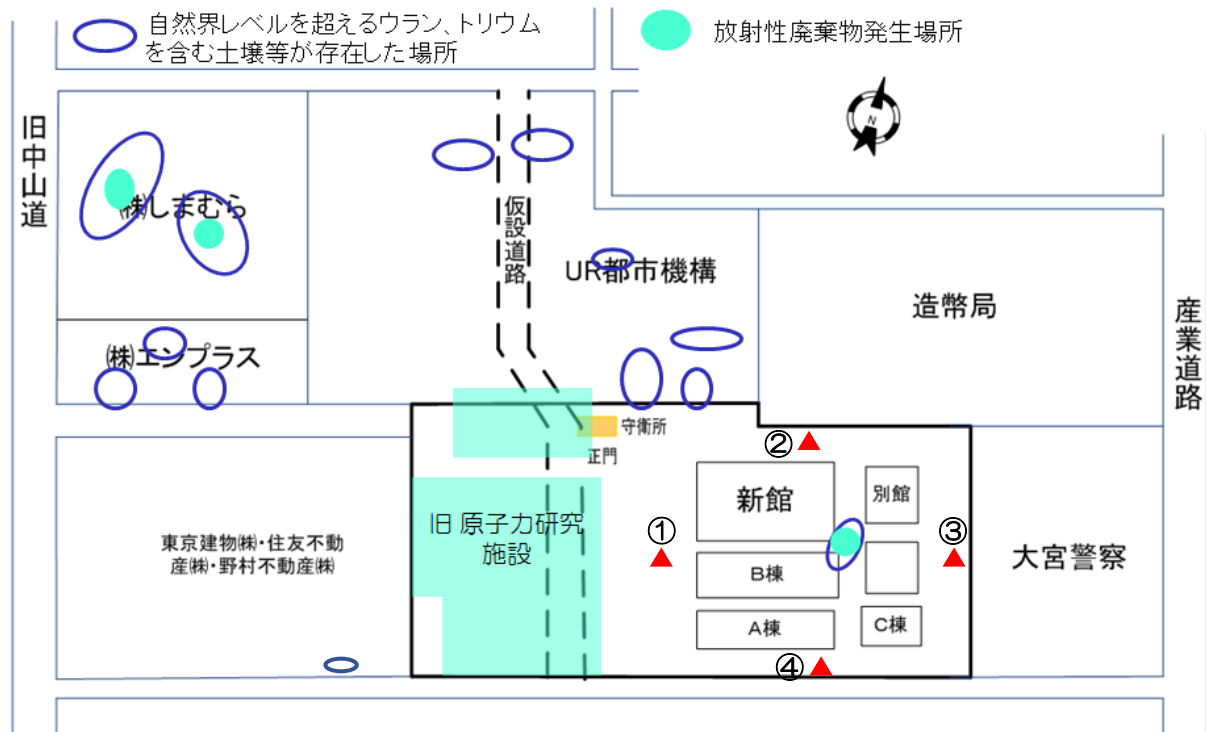 自然界レベルを超えるウラン、トリウム
を含む土壌等が存在した場所
放射性廃棄物発生場所
N
旧中山道
㈱しまむら
仮設道路
UR都市機構
造幣局
産業道路
㈱エンプラス
守衛所
正門
②
新館
別館
旧 原子力研究
施設
①
③
東京建物㈱・住友不動
産㈱・野村不動産㈱
B棟
大宮警察
A棟
C棟
④